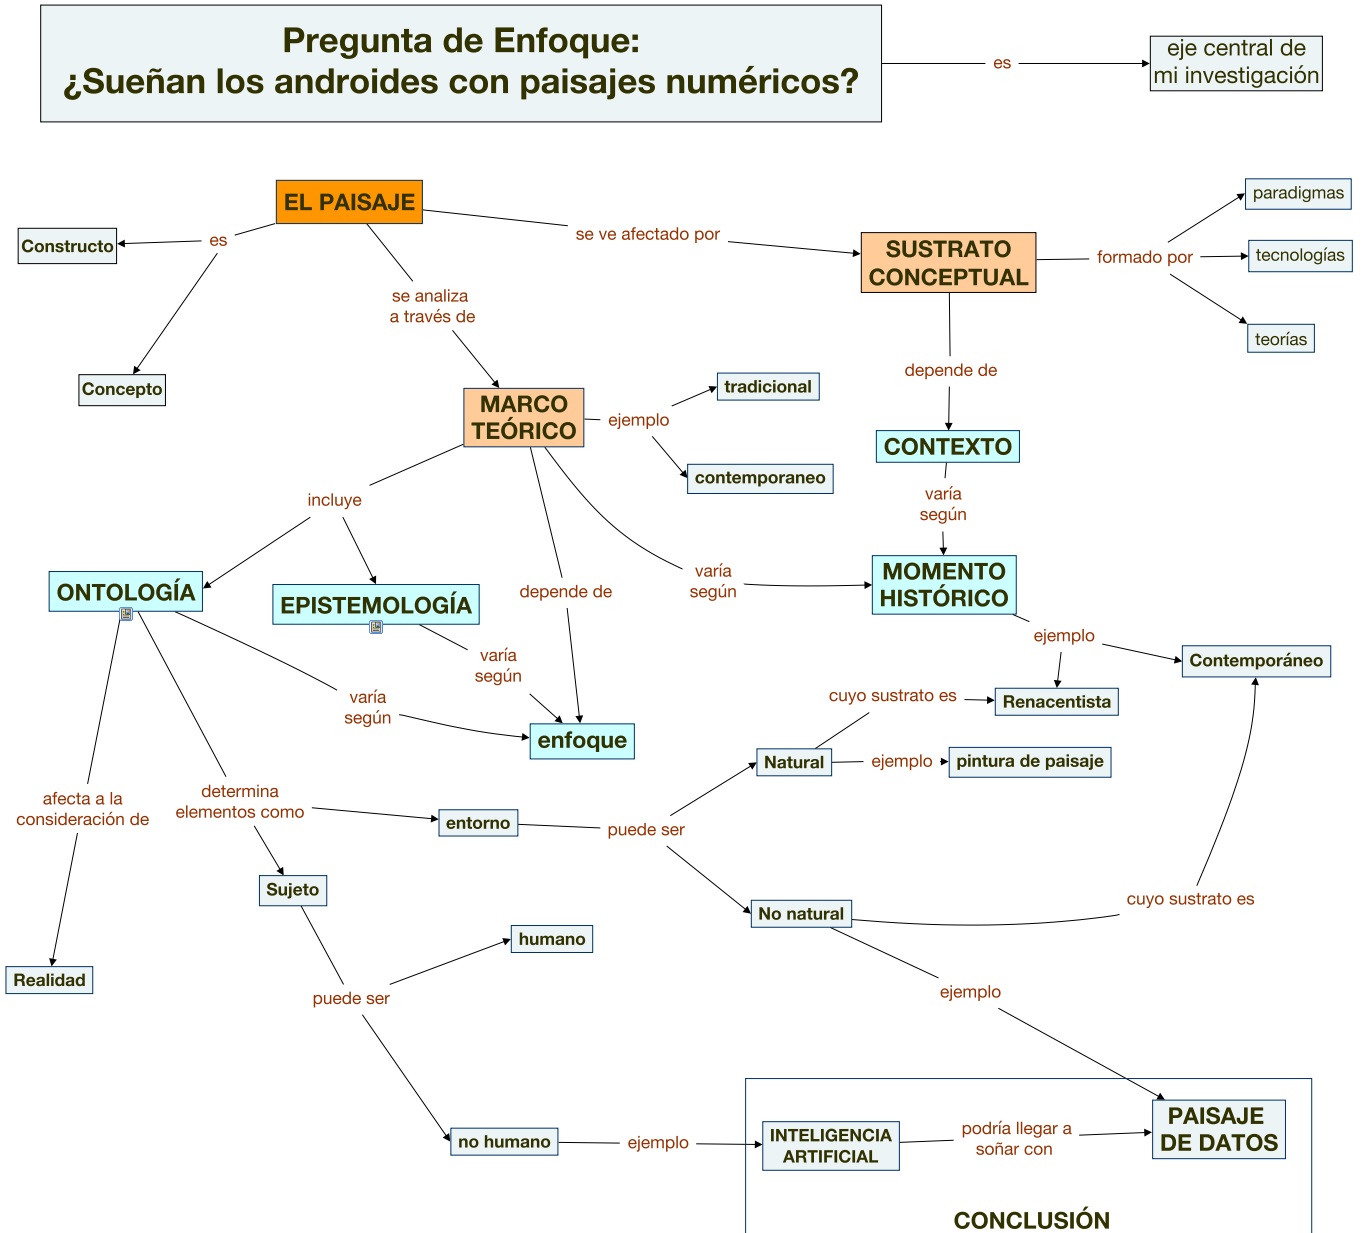 Pregunta de Enfoque:
¿Sueñan los androides con paisajes numéricos?
es
eje central de
mi investigación
EL PAISAJE
es
Constructo
Concepto
se ve afectado por
SUSTRATO
CONCEPTUAL
formado por
paradigmas
tecnologías
teorías
se analiza
a través de
depende de
MARCO
TEÓRICO
ejemplo
tradicional
contemporaneo
CONTEXTO
varía
según
incluye
depende de
varía
según
MOMENTO
HISTÓRICO
ONTOLOGÍA
EPISTEMOLOGÍA
varía
según
varía
según
enfoque
ejemplo
Contemporáneo
Renacentista
cuyo sustrato es
Natural
ejemplo
pintura de paisaje
afecta a la
consideración de
determina
elementos como
entorno
puede ser
Sujeto
No natural
cuyo sustrato es
Realidad
humano
puede ser
ejemplo
no humano
ejemplo
INTELIGENCIA
ARTIFICIAL
podría llegar a
soñar con
PAISAJE
DE DATOS
CONCLUSIÓN